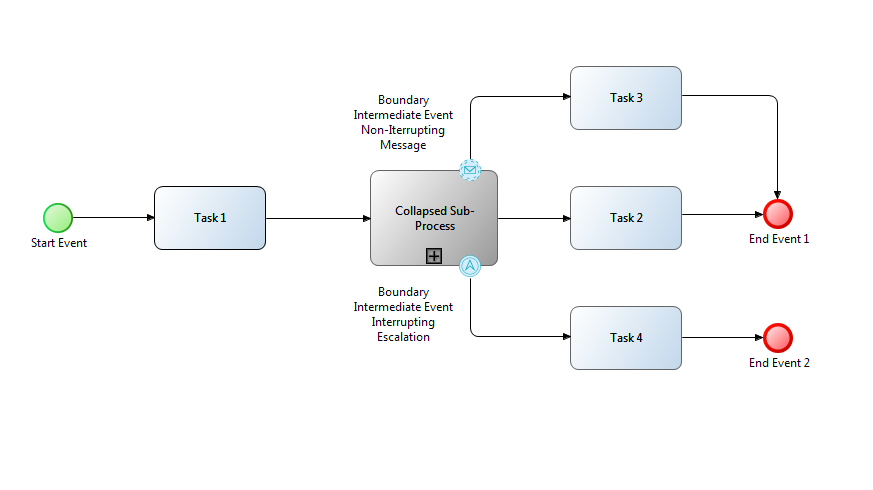 Task 3
Boundary
Intermediate Event
Non-Iterrupting
Message
Start Event
Task 1
Collapsed Sub-
Process
Task 2
End Event 1
Boundary
Intermediate Event
Interrupting
Escalation
Task 4
End Event 2